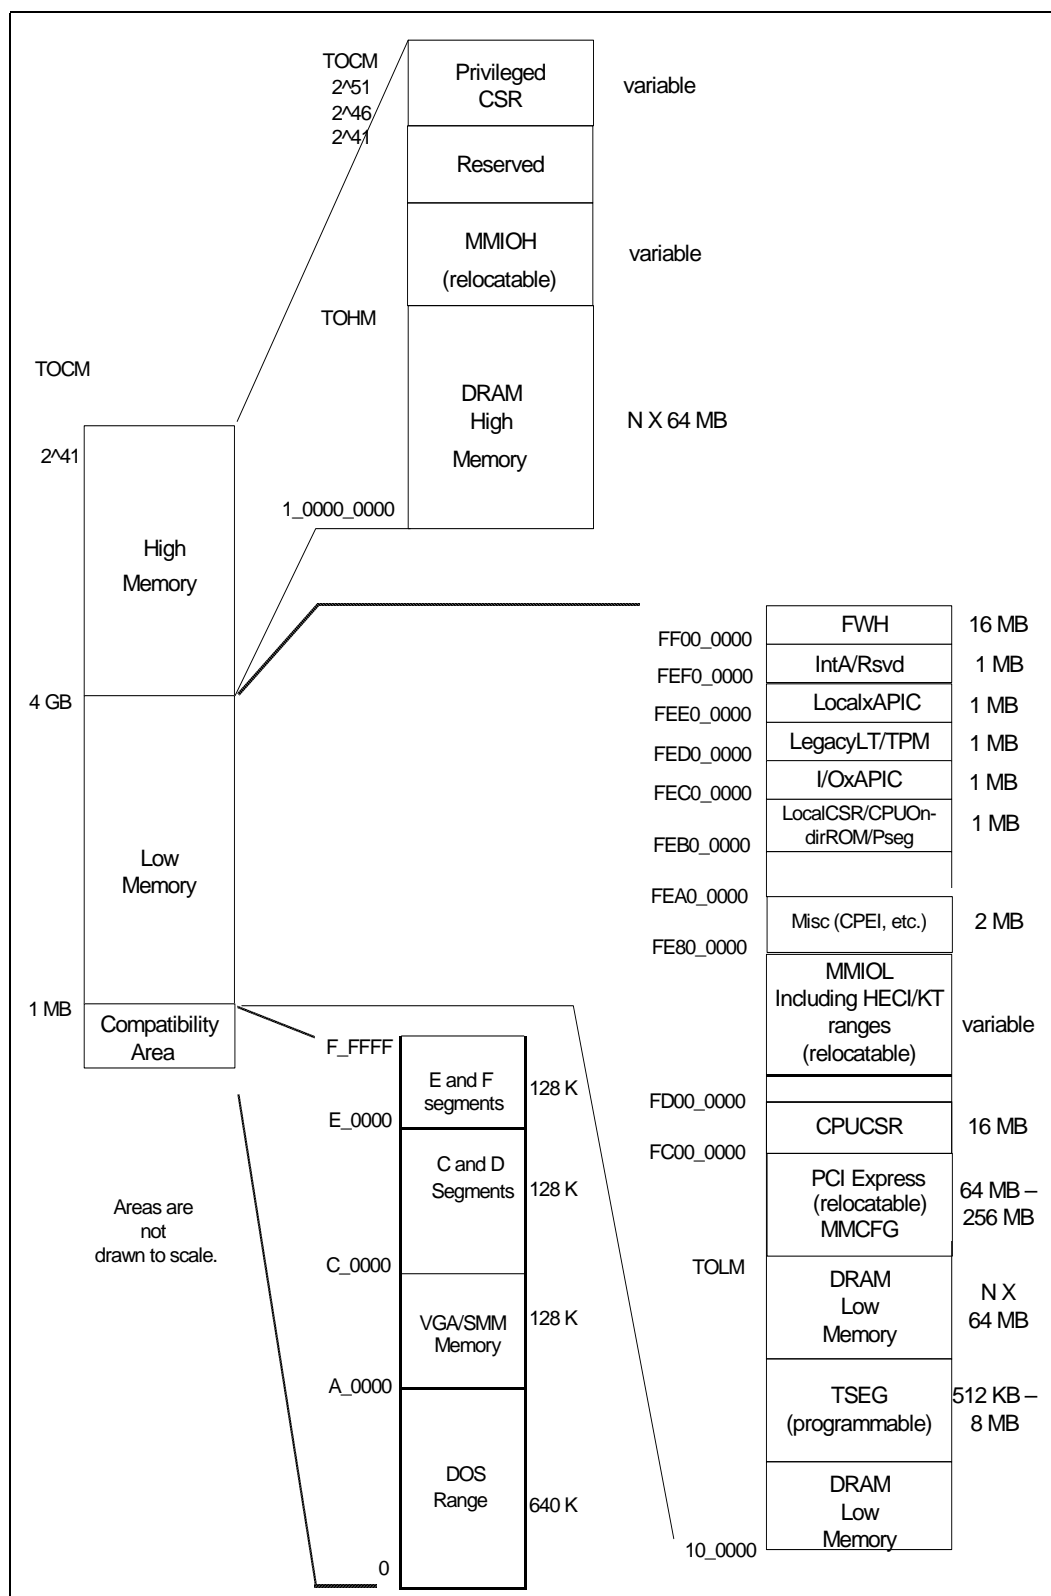 TOCM
2^51
2^46
2^41
Privileged
CSR
variable
Reserved
MMIOH
(relocatable)
variable
TOHM
DRAM
High
Memory
N X 64 MB
1_0000_0000
TOCM
2^41
High
Memory
4 GB
Low
Memory
1 MB
Compatibility
Area
Areas are
not
drawn to scale.
F_FFFF
E and F
segments
128 K
E_0000
C and D
Segments
128 K
C_0000
VGA/SMM
Memory
128 K
A_0000
DOS
Range
640 K
0
FWH
16 MB
FF00_0000
IntA/Rsvd
1 MB
FEF0_0000
LocalxAPIC
1 MB
FEE0_0000
LegacyLT/TPM
1 MB
FED0_0000
I/OxAPIC
1 MB
FEC0_0000
LocalCSR/CPUOn-
dirROM/Pseg
1 MB
FEB0_0000
FEA0_0000
Misc (CPEI, etc.)
2 MB
FE80_0000
MMIOL
Including HECI/KT
ranges
(relocatable)
variable
FD00_0000
CPUCSR
16 MB
FC00_0000
PCI Express
(relocatable)
MMCFG
64 MB –
256 MB
TOLM
DRAM
Low
Memory
N X
64 MB
TSEG
(programmable)
512 KB –
8 MB
DRAM
Low
Memory
10_0000